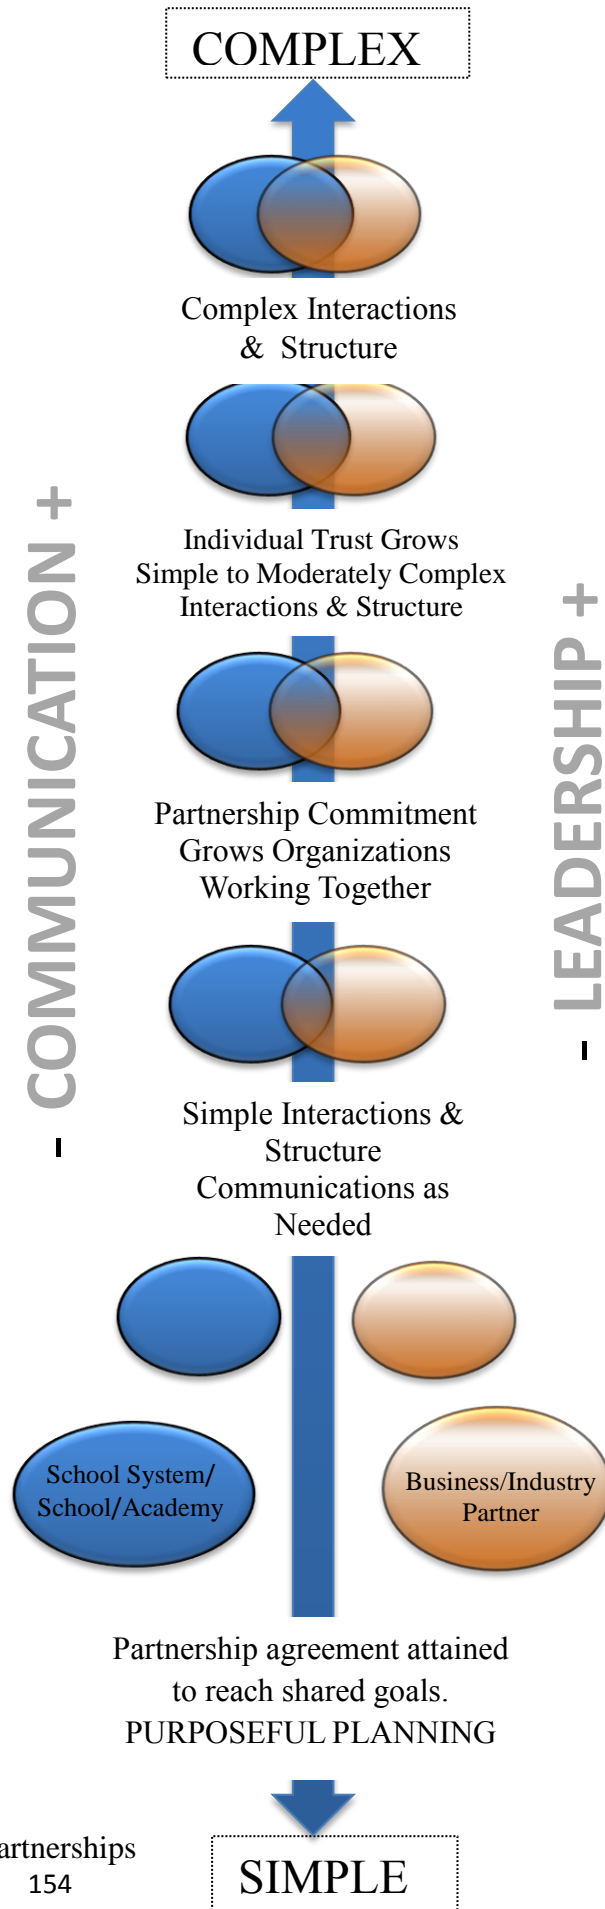 COMPLEX
Complex Interactions
& Structure
Individual Trust Grows
Simple to Moderately Complex
Interactions & Structure
- COMMUNICATION +
- LEADERSHIP +
Partnership Commitment
Grows Organizations
Working Together
Simple Interactions &
Structure
Communications as
Needed
School System/
School/Academy
Business/Industry
Partner
Partnership agreement attained
to reach shared goals.
PURPOSEFUL PLANNING
artnerships
154
SIMPLE